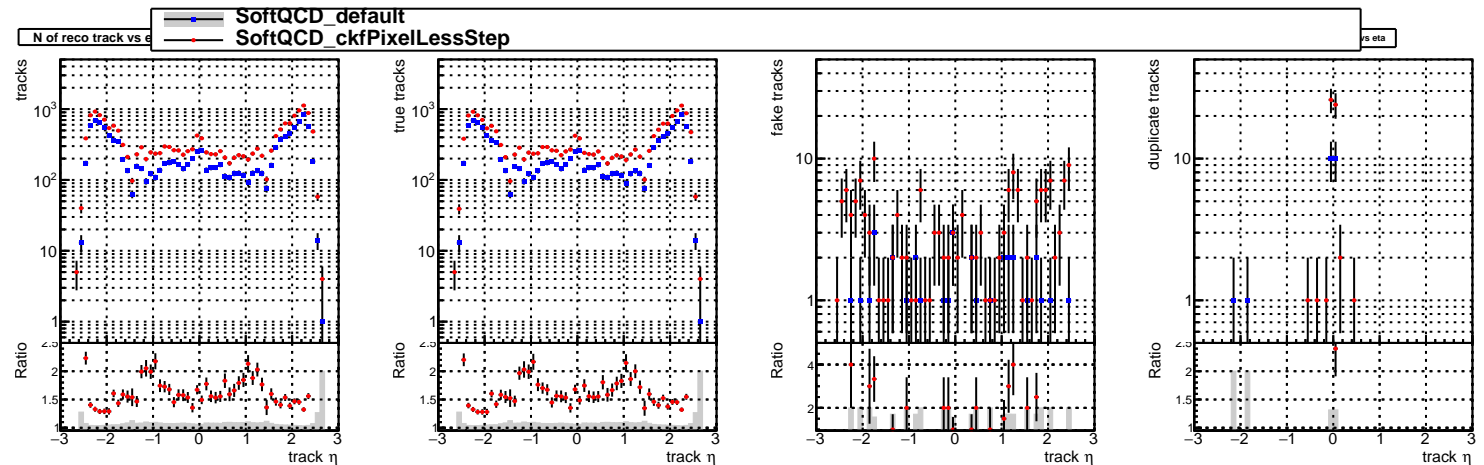 SoftQCD_default
SoftQCD_ckfPixelLessStep
N of reco track vs e
vs eta
tracks
10³
10²
10
1
Ratio
2.5
2
1.5
1
−3 −2 −1 0 1 2 3
track η
true tracks
10³
10²
10
1
Ratio
2.5
2
1.5
1
−3 −2 −1 0 1 2 3
track η
fake tracks
10
1
Ratio
4
2
−3 −2 −1 0 1 2 3
track η
duplicate tracks
10
1
Ratio
2.5
2
1.5
1
−3 −2 −1 0 1 2 3
track η